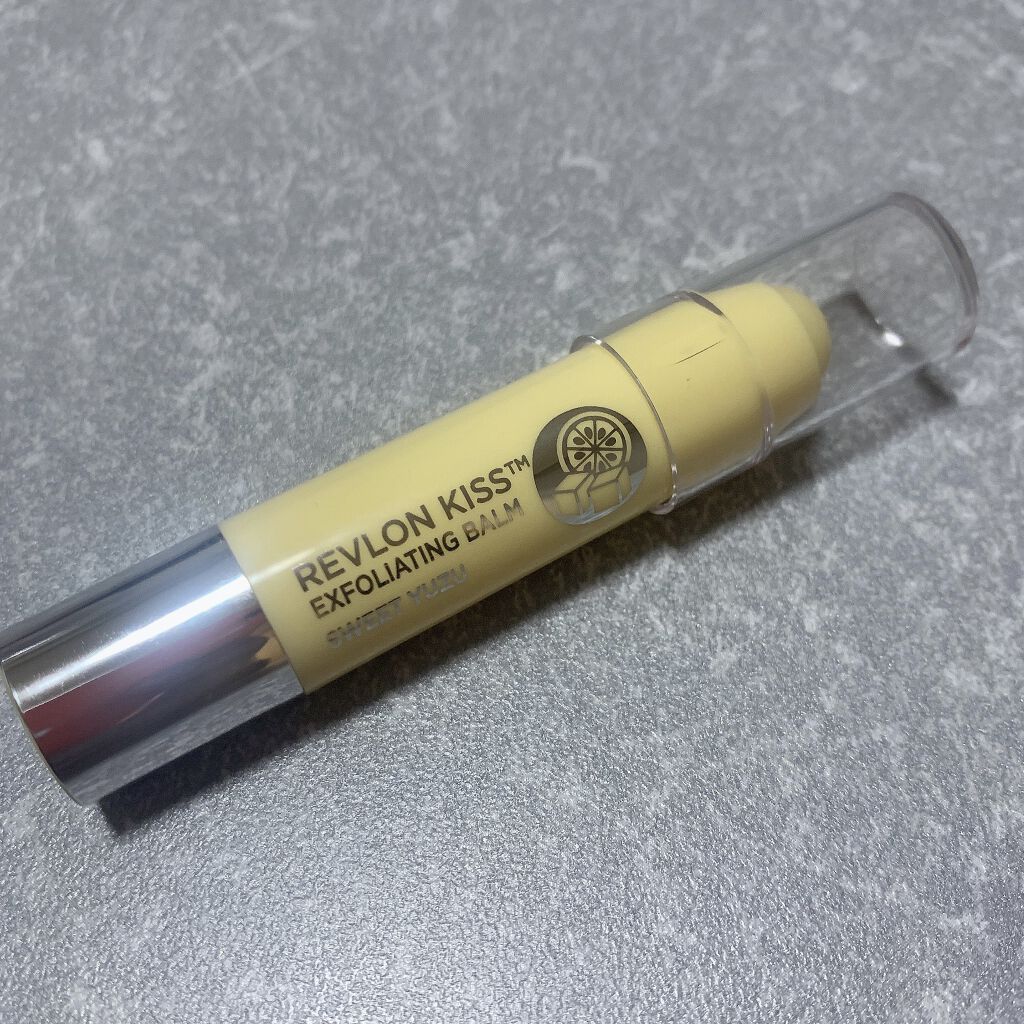 REVLON KISS™
EXFOLIATING BALM
SWEET YUZU